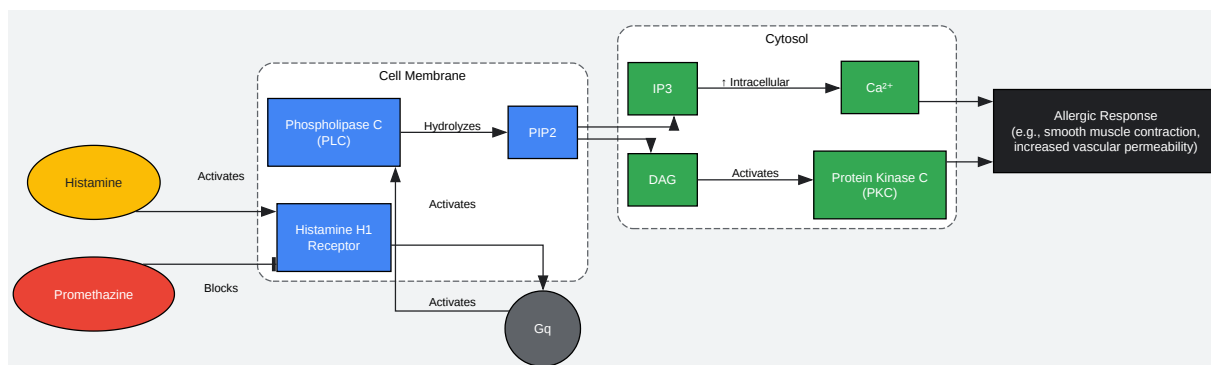 Cytosol
Cell Membrane
Phospholipase C
(PLC)
Hydrolyzes
PIP2
IP3
↑ Intracellular
Ca²⁺
Allergic Response
(e.g., smooth muscle contraction,
increased vascular permeability)
Histamine
Activates
DAG
Activates
Protein Kinase C
(PKC)
Activates
Histamine H1
Receptor
Promethazine
Blocks
Activates
Gq